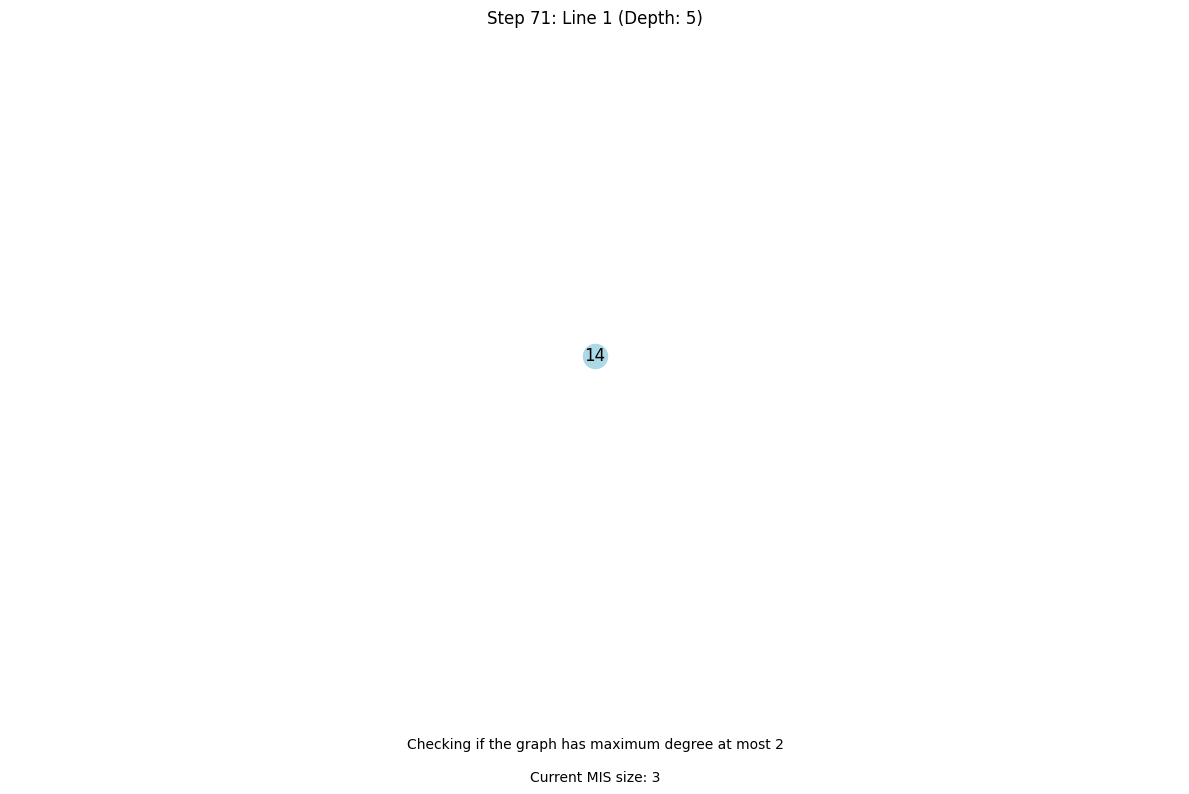 Step 71: Line 1 (Depth: 5)
14
Checking if the graph has maximum degree at most 2
Current MIS size: 3